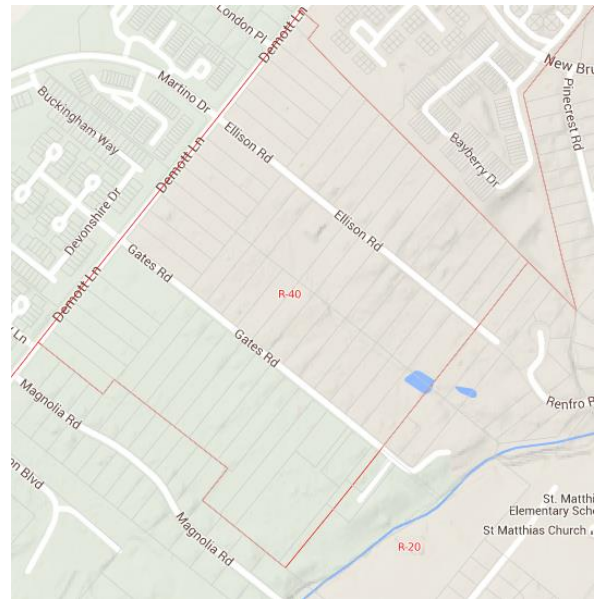 London Pl
Demott Ln
New Bru
Martino Dr
Pinecrest Rd
Buckingham Way
Ellison Rd
Bayberry Dr
Demott Ln
Devonshire Dr
Ellison Rd
Gates Rd
R-40
Demott Ln
y Ln
Gates Rd
Magnolia Rd
Renfro R
on Blvd
St. Matthi
Elementary Scho
Magnolia Rd
St Matthias Church
R-20